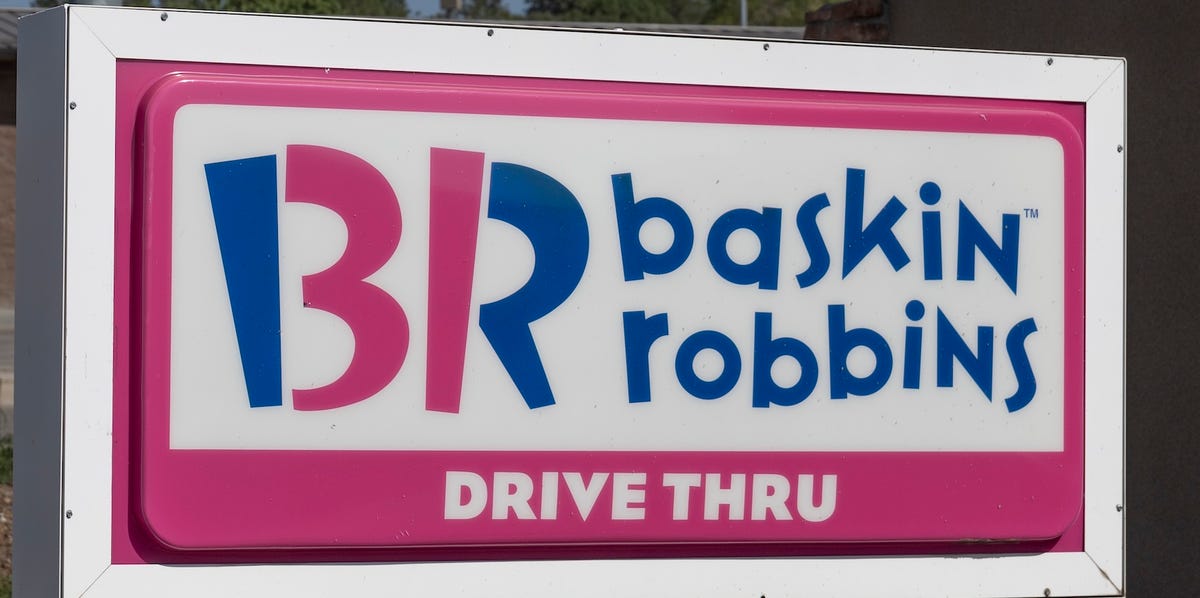 BR
baskin™
robbins
DRIVE THRU